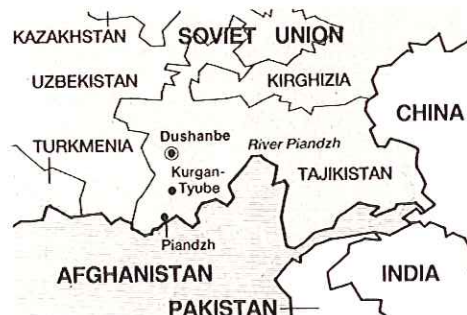 KAZAKHSTAN
SOVIET UNION
UZBEKISTAN
KIRGHIZIA
CHINA
TURKMENIA
Dushanbe
River Piandzh
Kurgan-
Tyube
TAJIKISTAN
Piandzh
AFGHANISTAN
INDIA
PAKISTAN